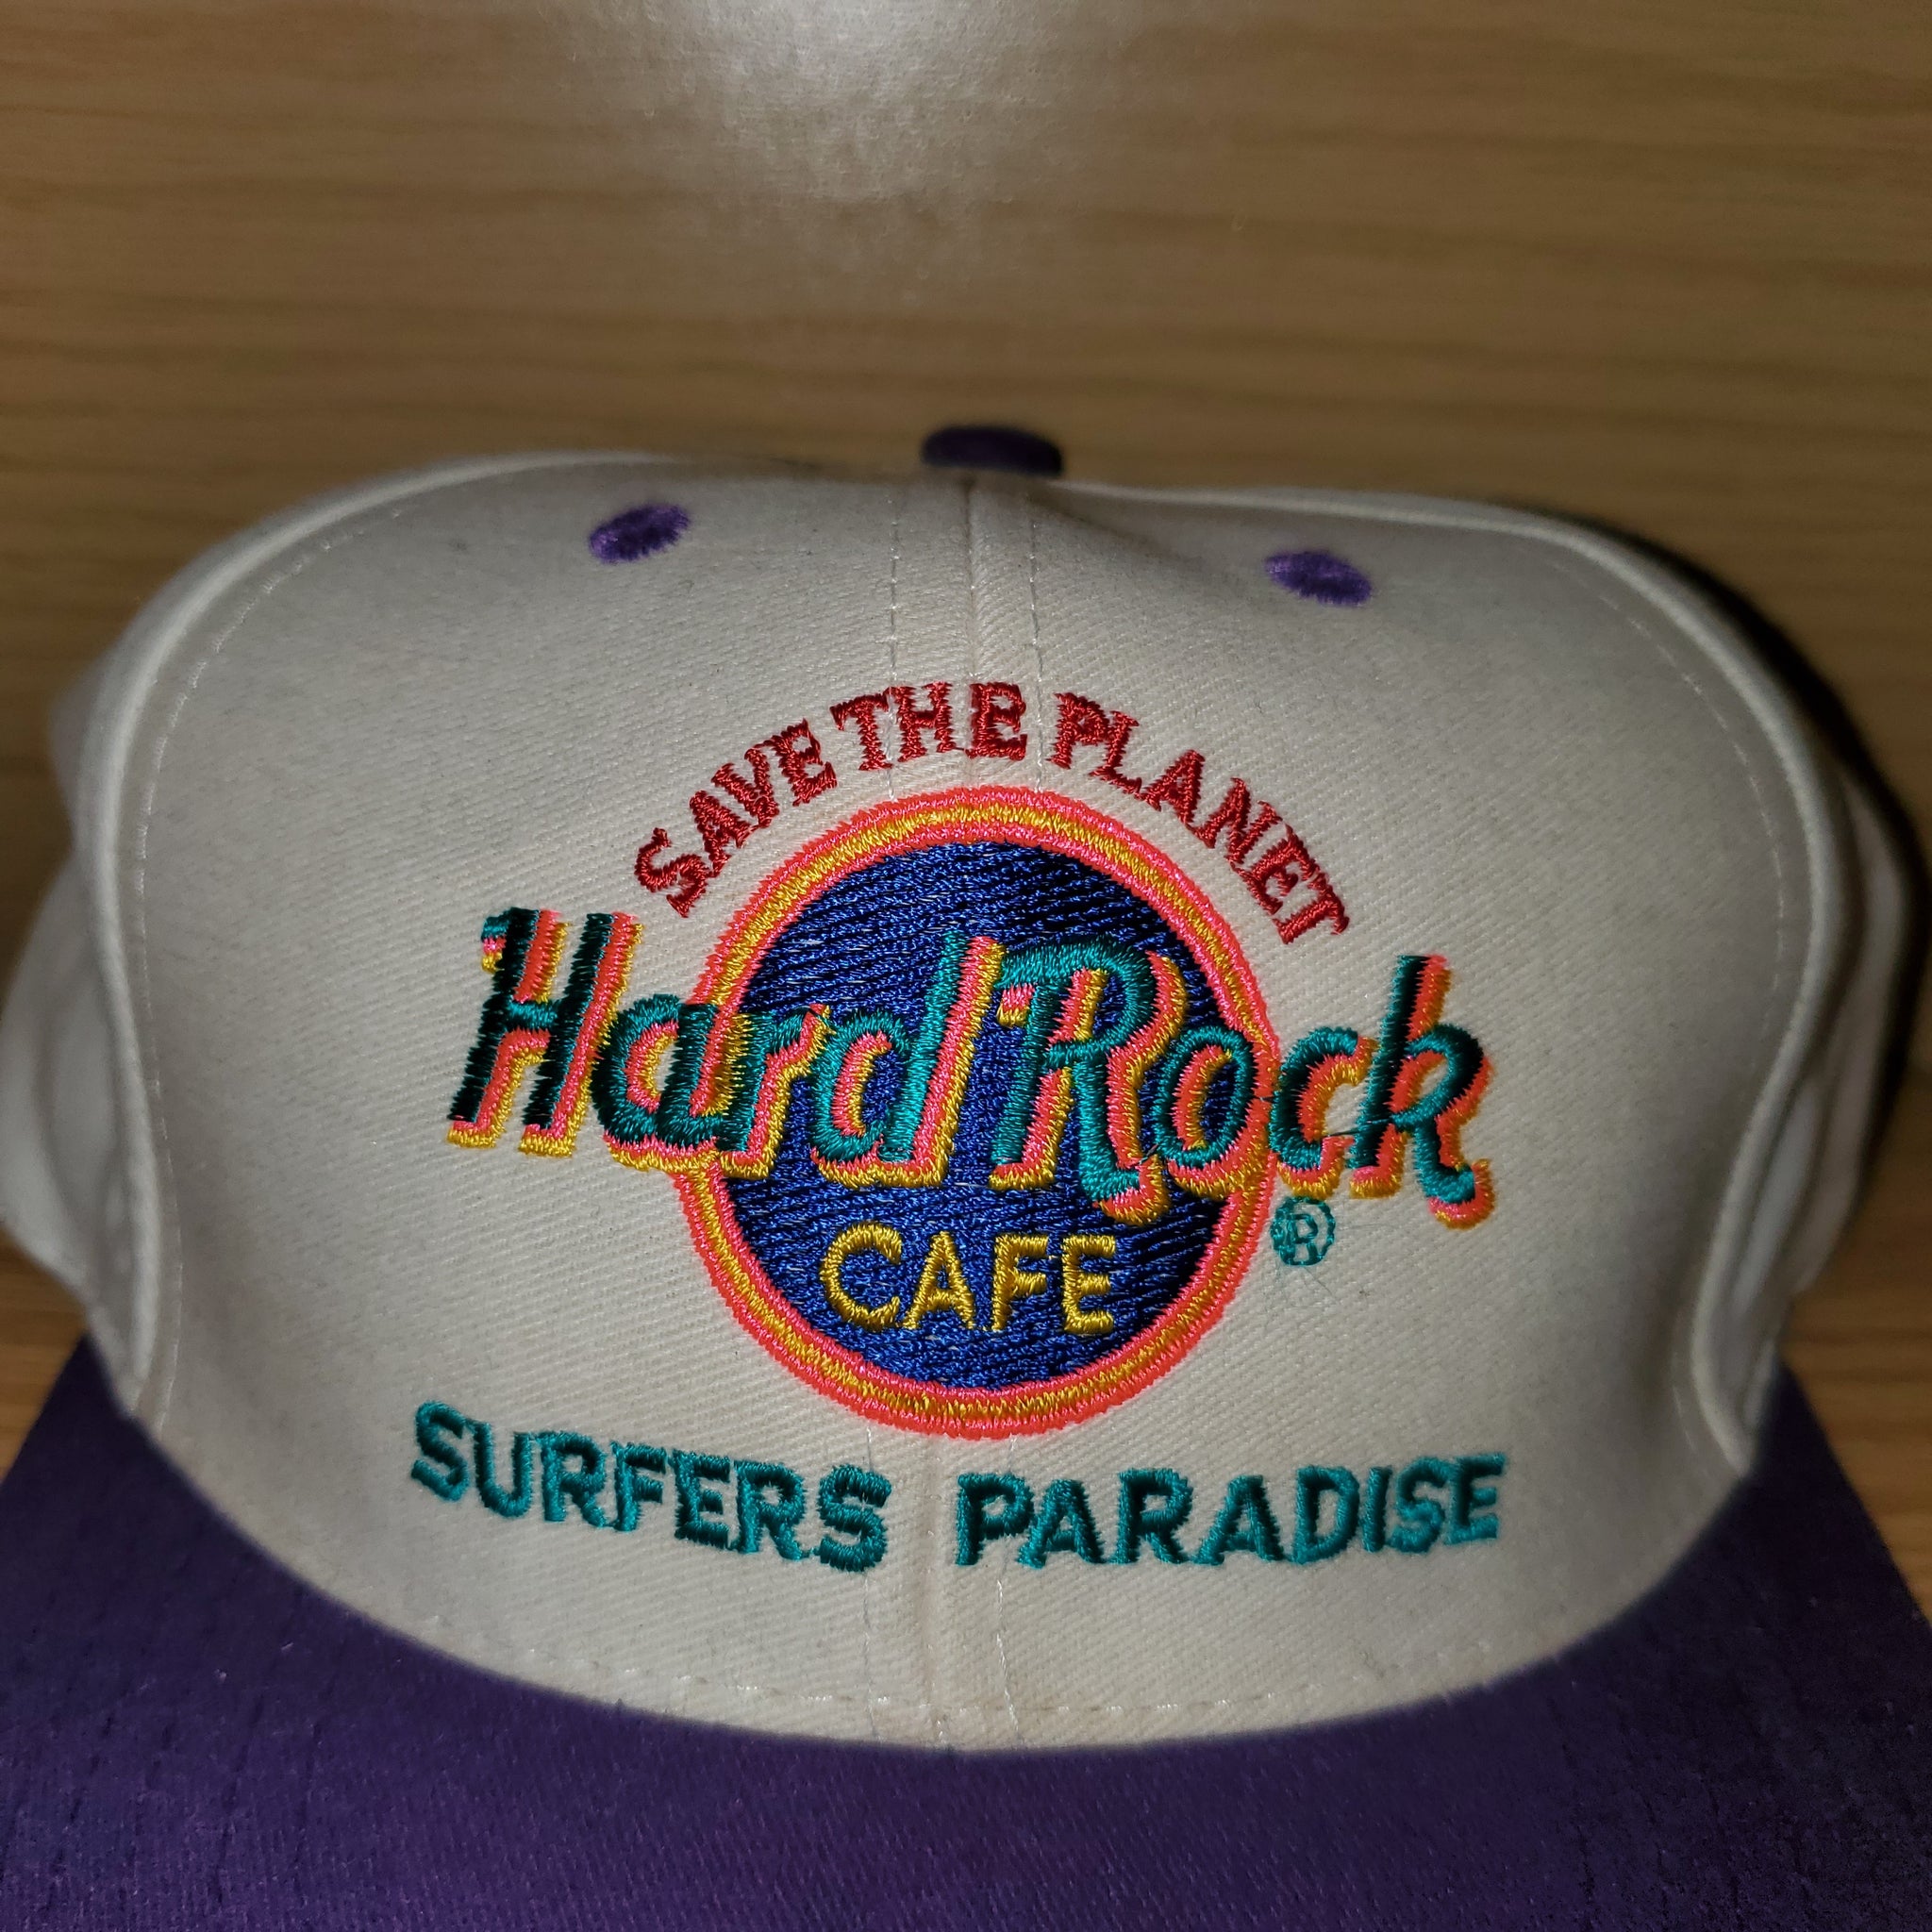 SAVE THE PLANET
Hard Rock
®
CAFE
SURFERS PARADISE